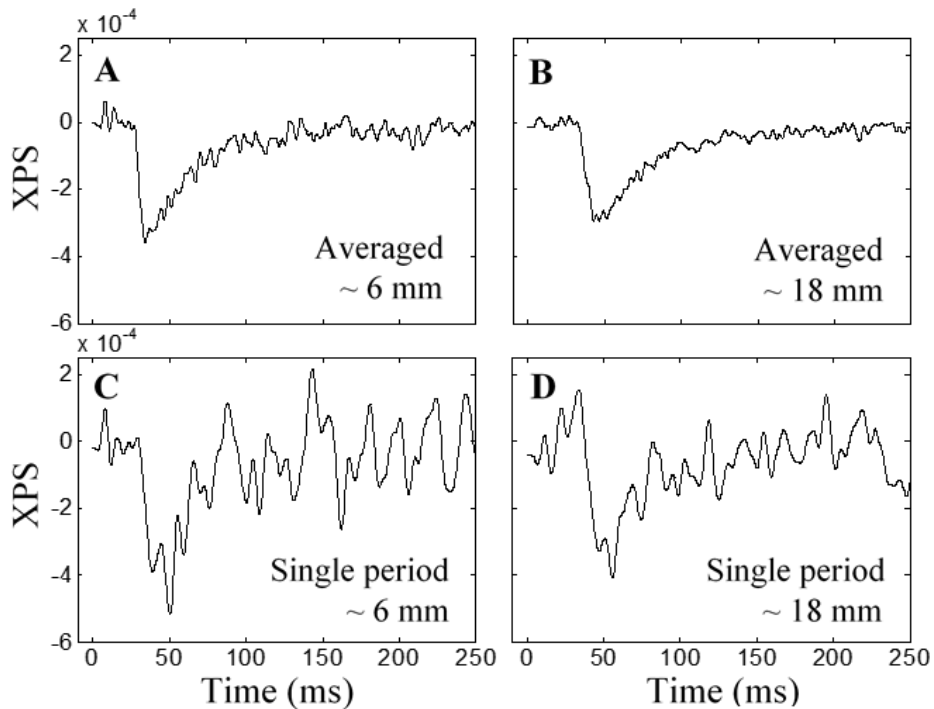 x 10⁻⁴
2
0
-2
-4
-6
XPS
A
Averaged
~ 6 mm
B
Averaged
~ 18 mm
x 10⁻⁴
2
0
-2
-4
-6
XPS
C
Single period
~ 6 mm
D
Single period
~ 18 mm
0 50 100 150 200 250
0 50 100 150 200 250
Time (ms)
Time (ms)